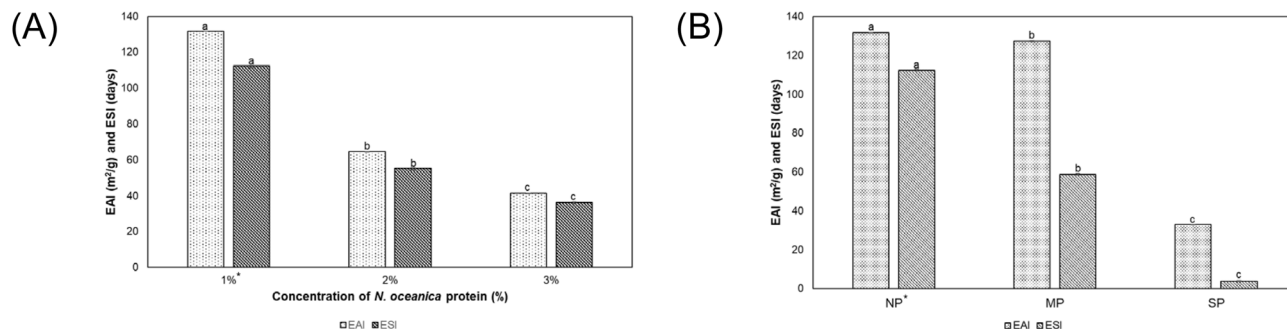 (A)
EAI (m²/g) and ESI (days)
140
120
100
80
60
40
20
0
a
a
b
b
c
c
1%*
2%
3%
Concentration of N. oceanica protein (%)
EAI
ESI
(B)
EAI (m²/g) and ESI (days)
140
120
100
80
60
40
20
0
a
a
b
b
c
c
NP*
MP
SP
EAI
ESI